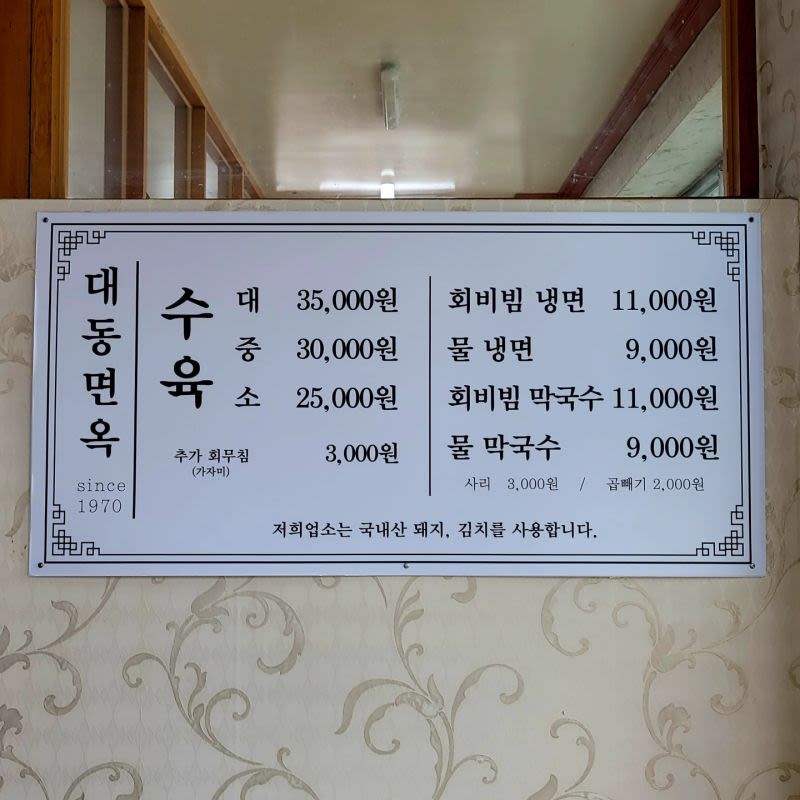 대동면옥
since
1970
수육
대 35,000원
중 30,000원
소 25,000원
추가 회무침 3,000원
(가자미)
회비빔 냉면 11,000원
물 냉면 9,000원
회비빔 막국수 11,000원
물 막국수 9,000원
사리 3,000원 / 곱빼기 2,000원
저희업소는 국내산 돼지, 김치를 사용합니다.